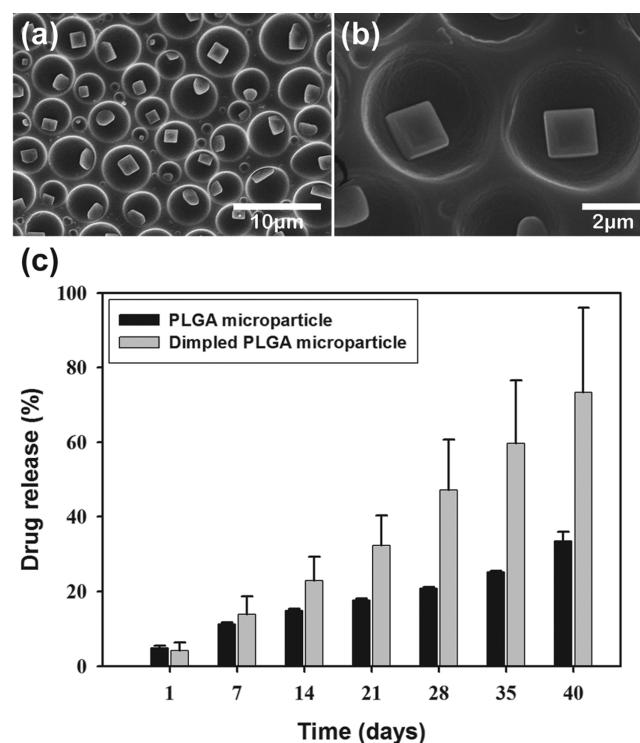 (a)
10μm
(b)
2μm
(c)
100
80
60
40
20
0
PLGA microparticle
Dimpled PLGA microparticle
Drug release (%)
1 7 14 21 28 35 40
Time (days)